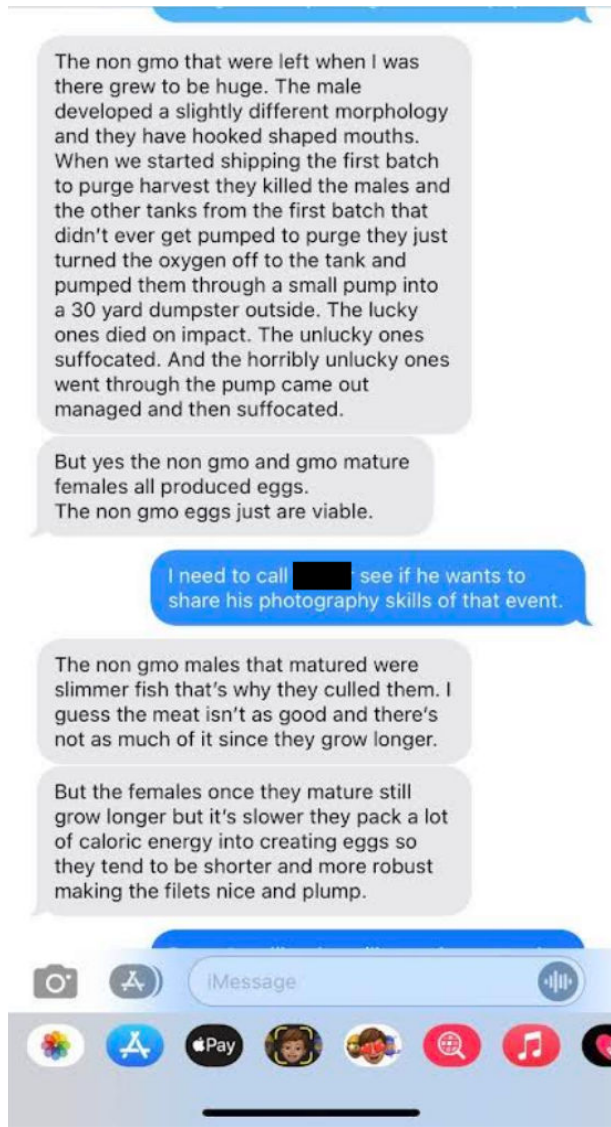 The non gmo that were left when I was
there grew to be huge. The male
developed a slightly different morphology
and they have hooked shaped mouths.
When we started shipping the first batch
to purge harvest they killed the males and
the other tanks from the first batch that
didn't ever get pumped to purge they just
turned the oxygen off to the tank and
pumped them through a small pump into
a 30 yard dumpster outside. The lucky
ones died on impact. The unlucky ones
suffocated. And the horribly unlucky ones
went through the pump came out
managed and then suffocated.
But yes the non gmo and gmo mature
females all produced eggs.
The non gmo eggs just are viable.
I need to call see if he wants to
share his photography skills of that event.
The non gmo males that matured were
slimmer fish that's why they culled them. I
guess the meat isn't as good and there's
not as much of it since they grow longer.
But the females once they mature still
grow longer but it's slower they pack a lot
of caloric energy into creating eggs so
they tend to be shorter and more robust
making the filets nice and plump.
iMessage
Pay